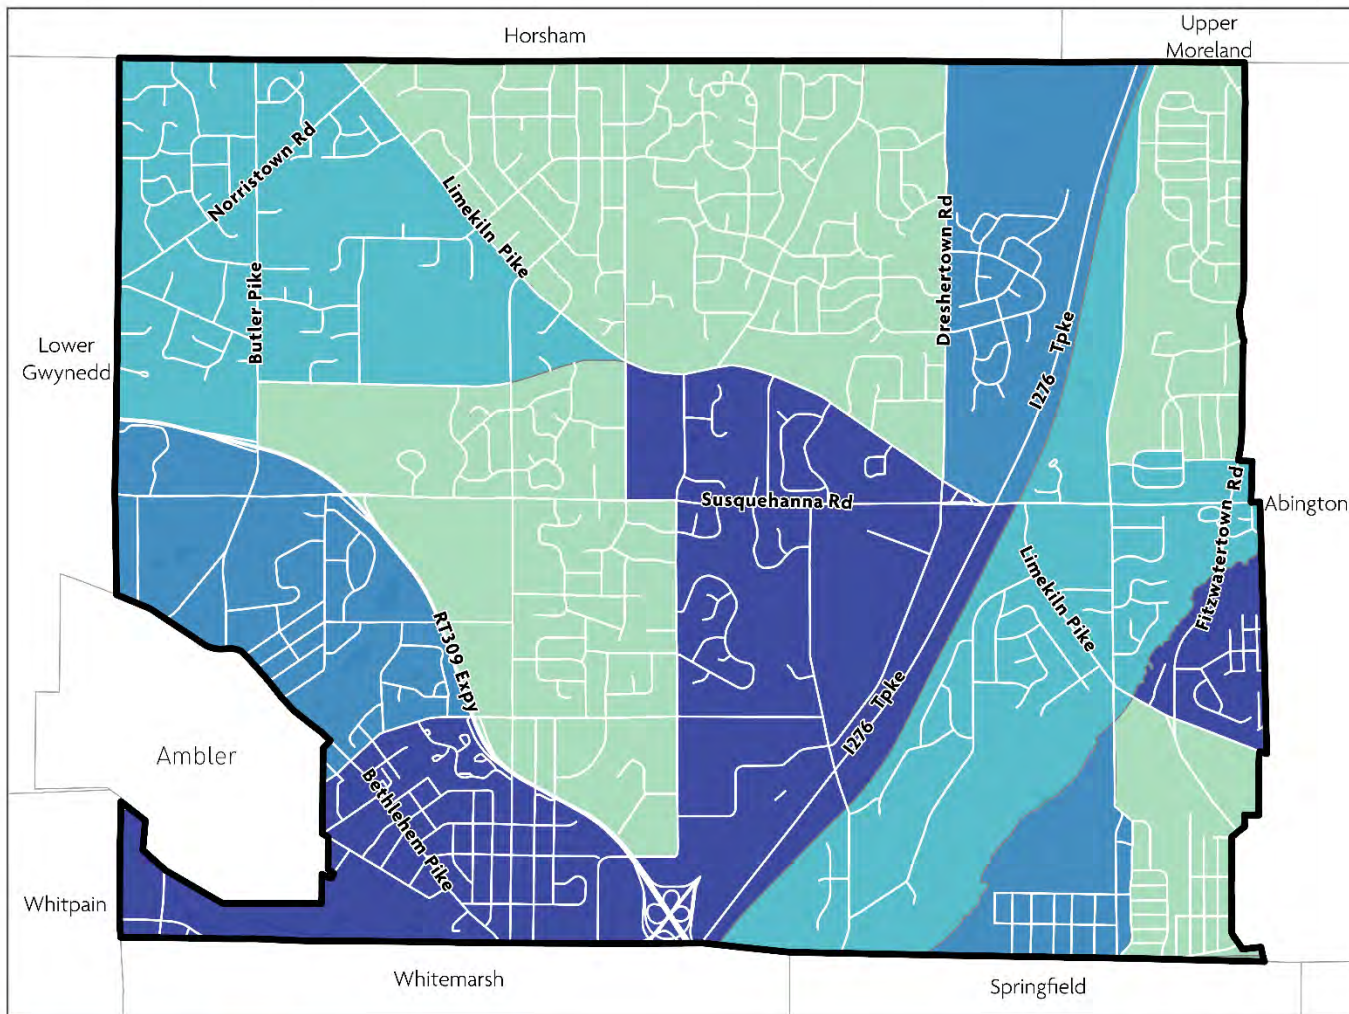 Horsham
Upper
Moreland
Norristown Rd
Limekiln Pike
Butler Pike
Dreshertown Rd
I276 Tpke
Lower
Gwynedd
Susquehanna Rd
Fitzwatertown Rd
Abington
Limekiln Pike
RT309 Expy
I276 Tpke
Ambler
Bethlehem Pike
Whitpain
Whitemarsh
Springfield